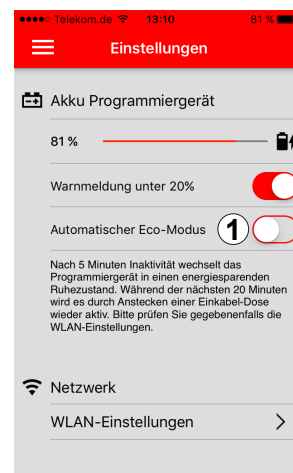 Telekom.de 13:10 81 %
Einstellungen
Akku Programmiergerät
81 %
Warnmeldung unter 20%
Automatischer Eco-Modus 1
Nach 5 Minuten Inaktivität wechselt das
Programmiergerät in einen energiesparenden
Ruhezustand. Während der nächsten 20 Minuten
wird es durch Anstecken einer Einkabel-Dose
wieder aktiv. Bitte prüfen Sie gegebenenfalls die
WLAN-Einstellungen.
Netzwerk
WLAN-Einstellungen